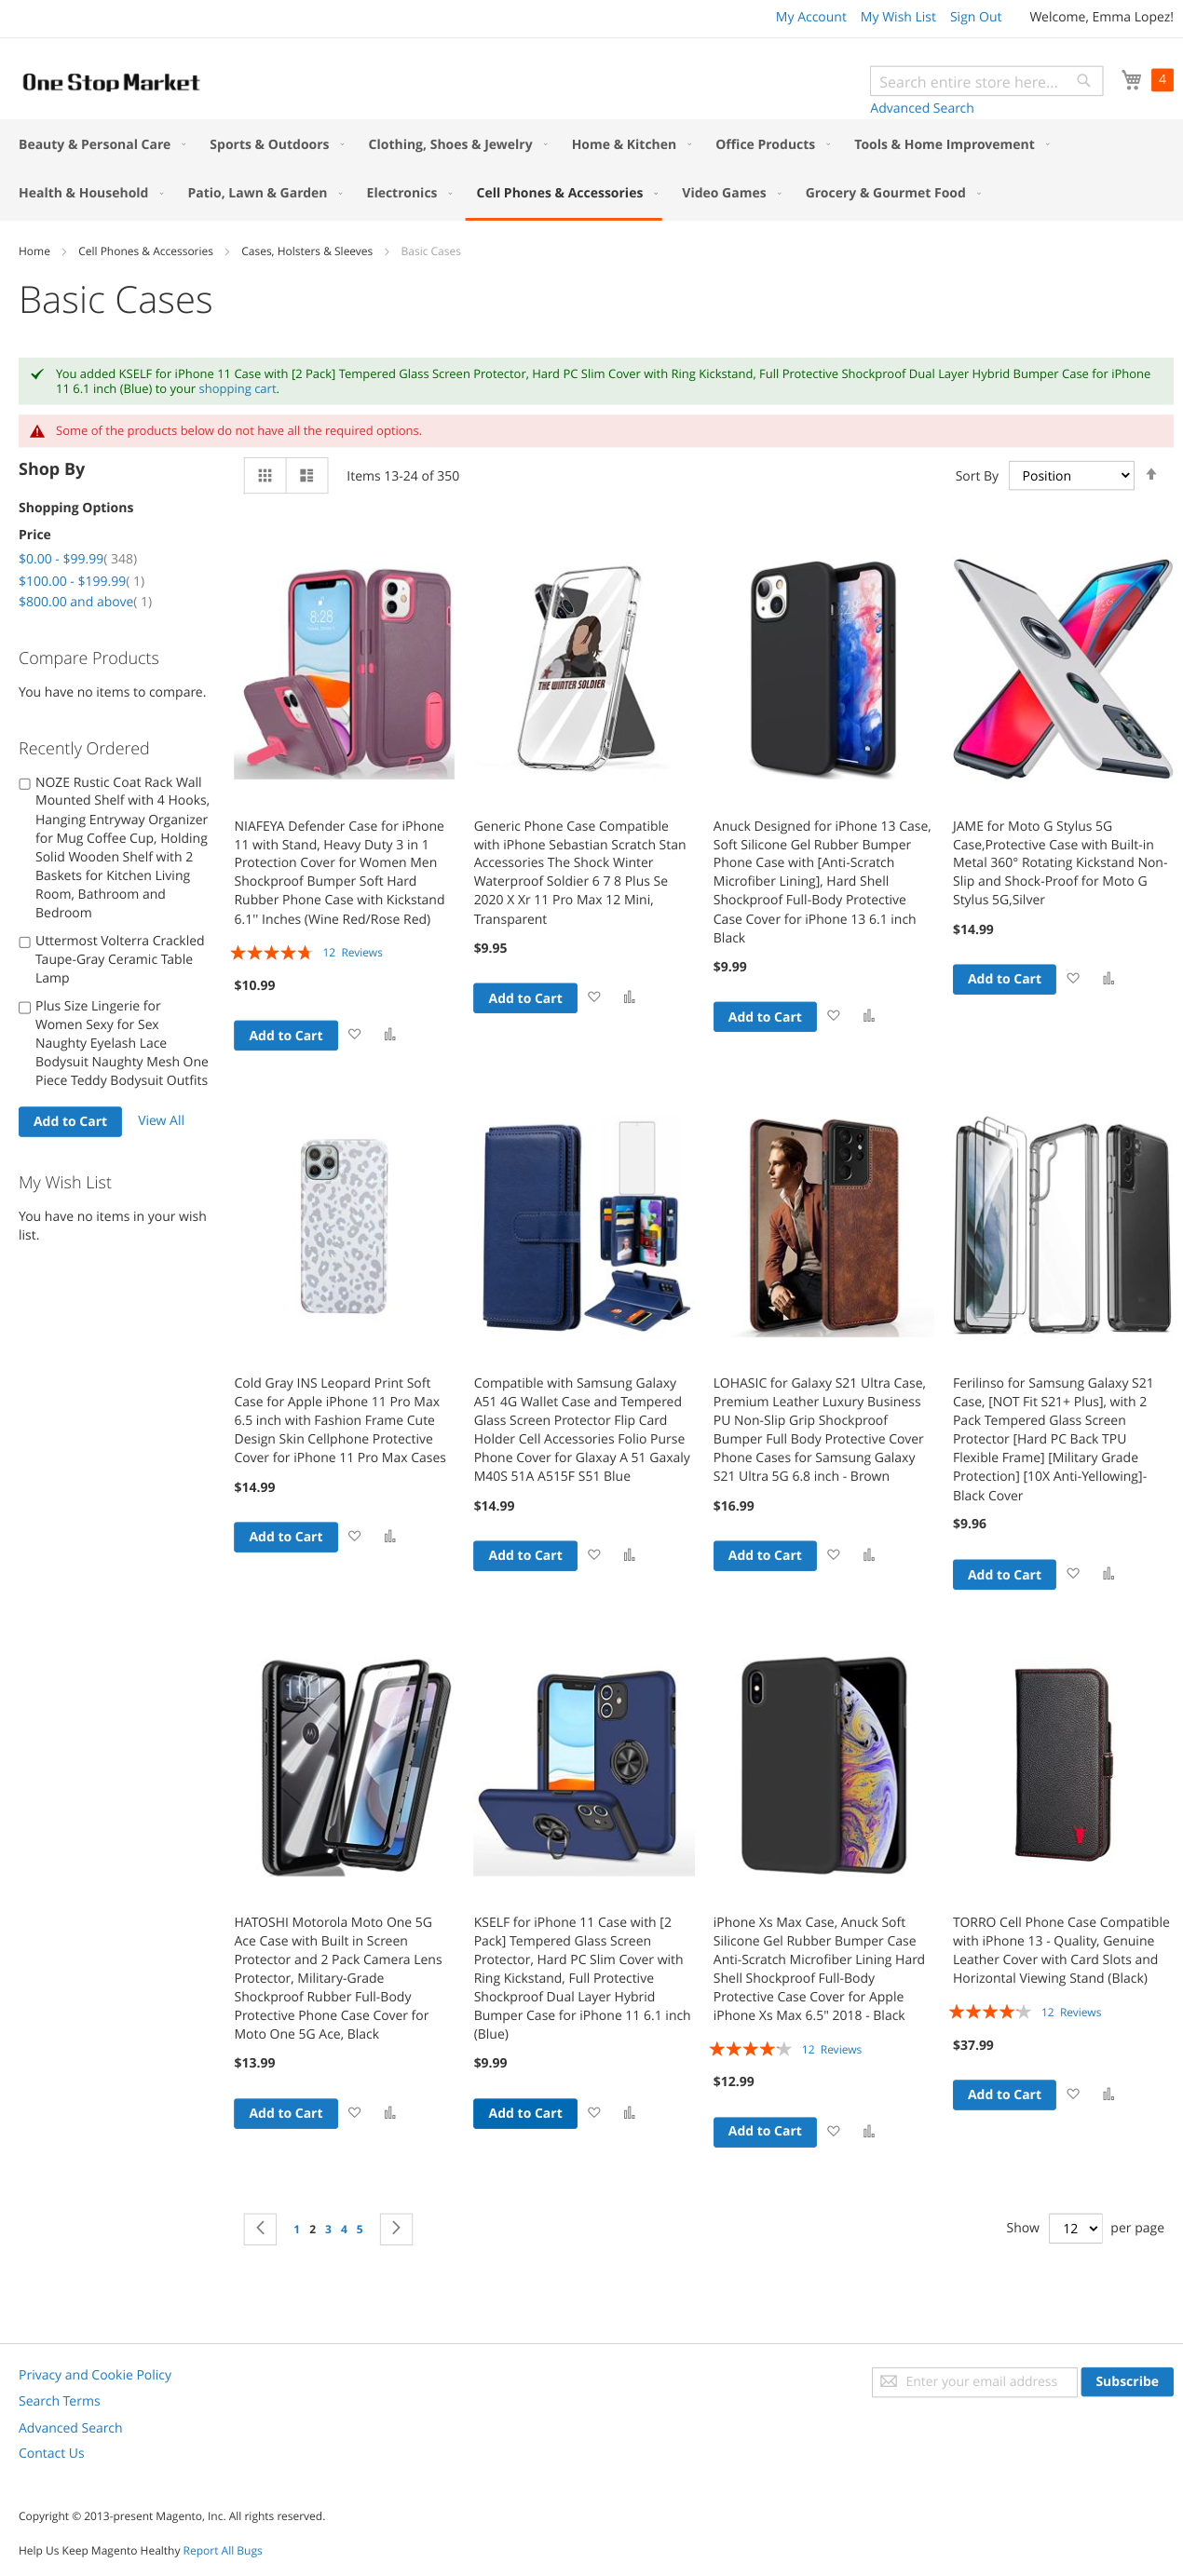 My Account My Wish List Sign Out Welcome, Emma Lopez!
One Stop Market
Search entire store here...
4
Advanced Search
Beauty & Personal Care Sports & Outdoors Clothing, Shoes & Jewelry Home & Kitchen Office Products Tools & Home Improvement
Health & Household Patio, Lawn & Garden Electronics Cell Phones & Accessories Video Games Grocery & Gourmet Food
Home > Cell Phones & Accessories > Cases, Holsters & Sleeves > Basic Cases
Basic Cases
You added KSELF for iPhone 11 Case with [2 Pack] Tempered Glass Screen Protector, Hard PC Slim Cover with Ring Kickstand, Full Protective Shockproof Dual Layer Hybrid Bumper Case for iPhone
11 6.1 inch (Blue) to your shopping cart.
Some of the products below do not have all the required options.
Shop By
Shopping Options
Price
$0.00 - $99.99( 348)
$100.00 - $199.99( 1)
$800.00 and above( 1)
Compare Products
You have no items to compare.
Recently Ordered
NOZE Rustic Coat Rack Wall
Mounted Shelf with 4 Hooks,
Hanging Entryway Organizer
for Mug Coffee Cup, Holding
Solid Wooden Shelf with 2
Baskets for Kitchen Living
Room, Bathroom and
Bedroom
Uttermost Volterra Crackled
Taupe-Gray Ceramic Table
Lamp
Plus Size Lingerie for
Women Sexy for Sex
Naughty Eyelash Lace
Bodysuit Naughty Mesh One
Piece Teddy Bodysuit Outfits
Add to Cart View All
My Wish List
You have no items in your wish
list.
Items 13-24 of 350
Sort By Position
8:28
THE WINTER SOLDIER
NIAFEYA Defender Case for iPhone
11 with Stand, Heavy Duty 3 in 1
Protection Cover for Women Men
Shockproof Bumper Soft Hard
Rubber Phone Case with Kickstand
6.1'' Inches (Wine Red/Rose Red)
12 Reviews
$10.99
Add to Cart
Generic Phone Case Compatible
with iPhone Sebastian Scratch Stan
Accessories The Shock Winter
Waterproof Soldier 6 7 8 Plus Se
2020 X Xr 11 Pro Max 12 Mini,
Transparent
$9.95
Add to Cart
Anuck Designed for iPhone 13 Case,
Soft Silicone Gel Rubber Bumper
Phone Case with [Anti-Scratch
Microfiber Lining], Hard Shell
Shockproof Full-Body Protective
Case Cover for iPhone 13 6.1 inch
Black
$9.99
Add to Cart
JAME for Moto G Stylus 5G
Case,Protective Case with Built-in
Metal 360° Rotating Kickstand Non-
Slip and Shock-Proof for Moto G
Stylus 5G,Silver
$14.99
Add to Cart
Cold Gray INS Leopard Print Soft
Case for Apple iPhone 11 Pro Max
6.5 inch with Fashion Frame Cute
Design Skin Cellphone Protective
Cover for iPhone 11 Pro Max Cases
$14.99
Add to Cart
Compatible with Samsung Galaxy
A51 4G Wallet Case and Tempered
Glass Screen Protector Flip Card
Holder Cell Accessories Folio Purse
Phone Cover for Glaxay A 51 Gaxaly
M40S 51A A515F S51 Blue
$14.99
Add to Cart
LOHASIC for Galaxy S21 Ultra Case,
Premium Leather Luxury Business
PU Non-Slip Grip Shockproof
Bumper Full Body Protective Cover
Phone Cases for Samsung Galaxy
S21 Ultra 5G 6.8 inch - Brown
$16.99
Add to Cart
Ferilinso for Samsung Galaxy S21
Case, [NOT Fit S21+ Plus], with 2
Pack Tempered Glass Screen
Protector [Hard PC Back TPU
Flexible Frame] [Military Grade
Protection] [10X Anti-Yellowing]-
Black Cover
$9.96
Add to Cart
HATOSHI Motorola Moto One 5G
Ace Case with Built in Screen
Protector and 2 Pack Camera Lens
Protector, Military-Grade
Shockproof Rubber Full-Body
Protective Phone Case Cover for
Moto One 5G Ace, Black
$13.99
Add to Cart
KSELF for iPhone 11 Case with [2
Pack] Tempered Glass Screen
Protector, Hard PC Slim Cover with
Ring Kickstand, Full Protective
Shockproof Dual Layer Hybrid
Bumper Case for iPhone 11 6.1 inch
(Blue)
$9.99
Add to Cart
iPhone Xs Max Case, Anuck Soft
Silicone Gel Rubber Bumper Case
Anti-Scratch Microfiber Lining Hard
Shell Shockproof Full-Body
Protective Case Cover for Apple
iPhone Xs Max 6.5" 2018 - Black
12 Reviews
$12.99
Add to Cart
TORRO Cell Phone Case Compatible
with iPhone 13 - Quality, Genuine
Leather Cover with Card Slots and
Horizontal Viewing Stand (Black)
12 Reviews
$37.99
Add to Cart
1 2 3 4 5
Show 12 per page
Privacy and Cookie Policy
Search Terms
Advanced Search
Contact Us
Enter your email address Subscribe
Copyright © 2013-present Magento, Inc. All rights reserved.
Help Us Keep Magento Healthy Report All Bugs